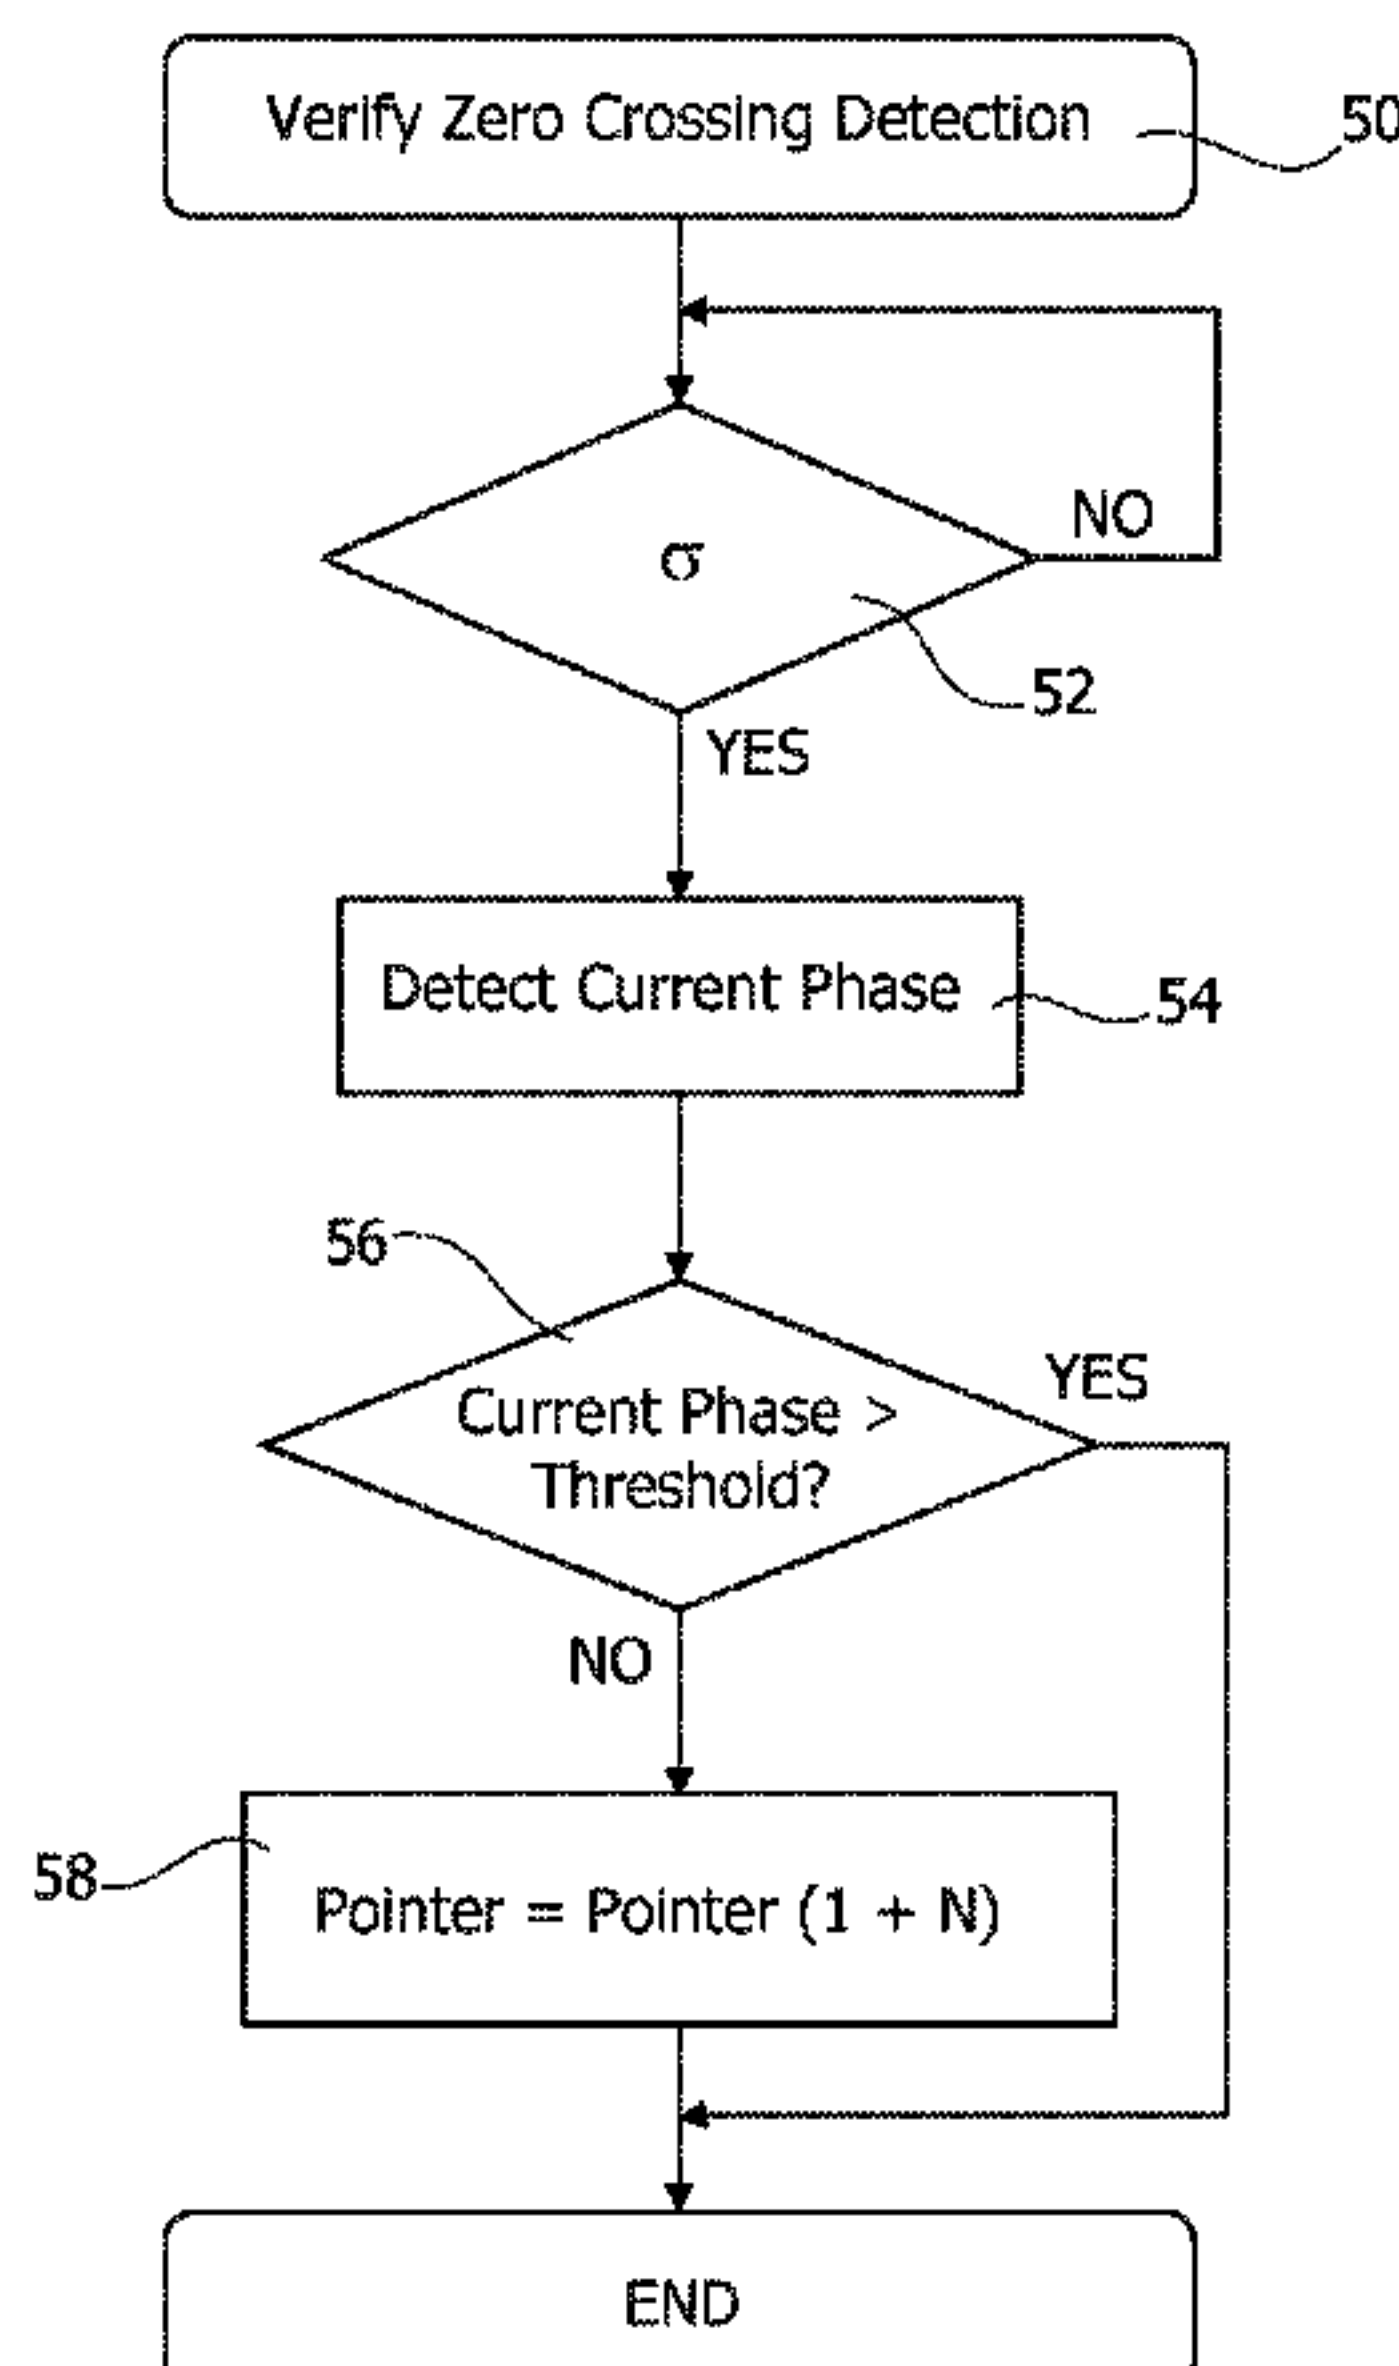 Verify Zero Crossing Detection
50
σ
NO
52
YES
Detect Current Phase
54
56
Current Phase >
Threshold?
YES
NO
58
Pointer = Pointer (1 + N)
END